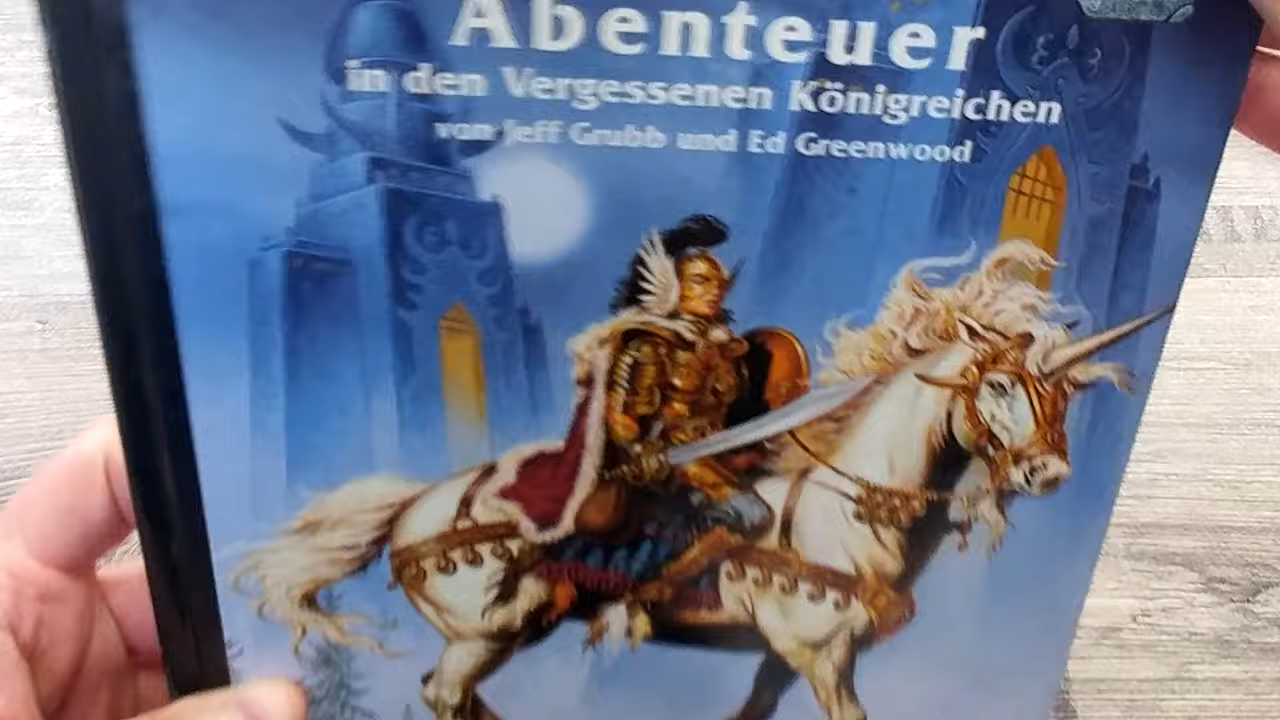 Abenteuer
in den Vergessenen Königreichen
von Jeff Grubb und Ed Greenwood